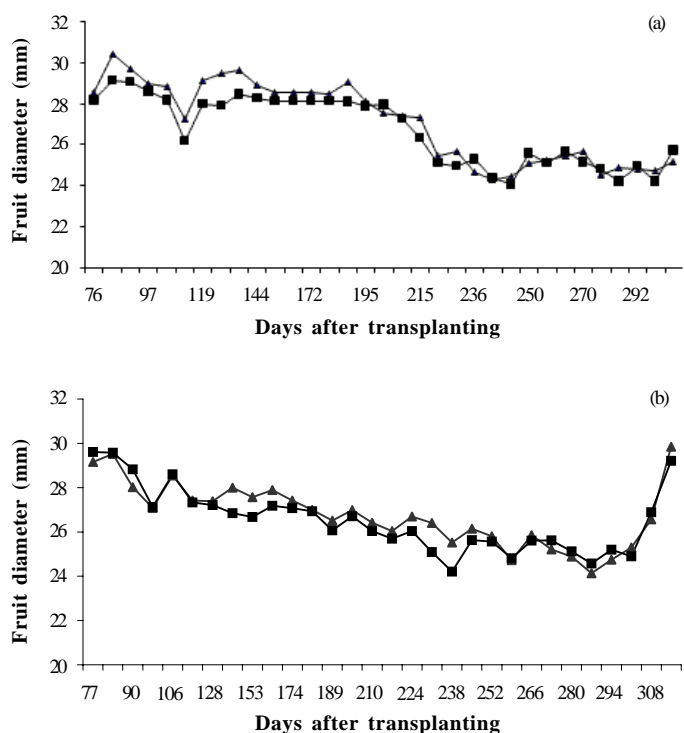 (a)
Fruit diameter (mm)
32
30
28
26
24
22
20
76 97 119 144 172 195 215 236 250 270 292
Days after transplanting
(b)
Fruit diameter (mm)
32
30
28
26
24
22
20
77 90 106 128 153 174 189 210 224 238 252 266 280 294 308
Days after transplanting